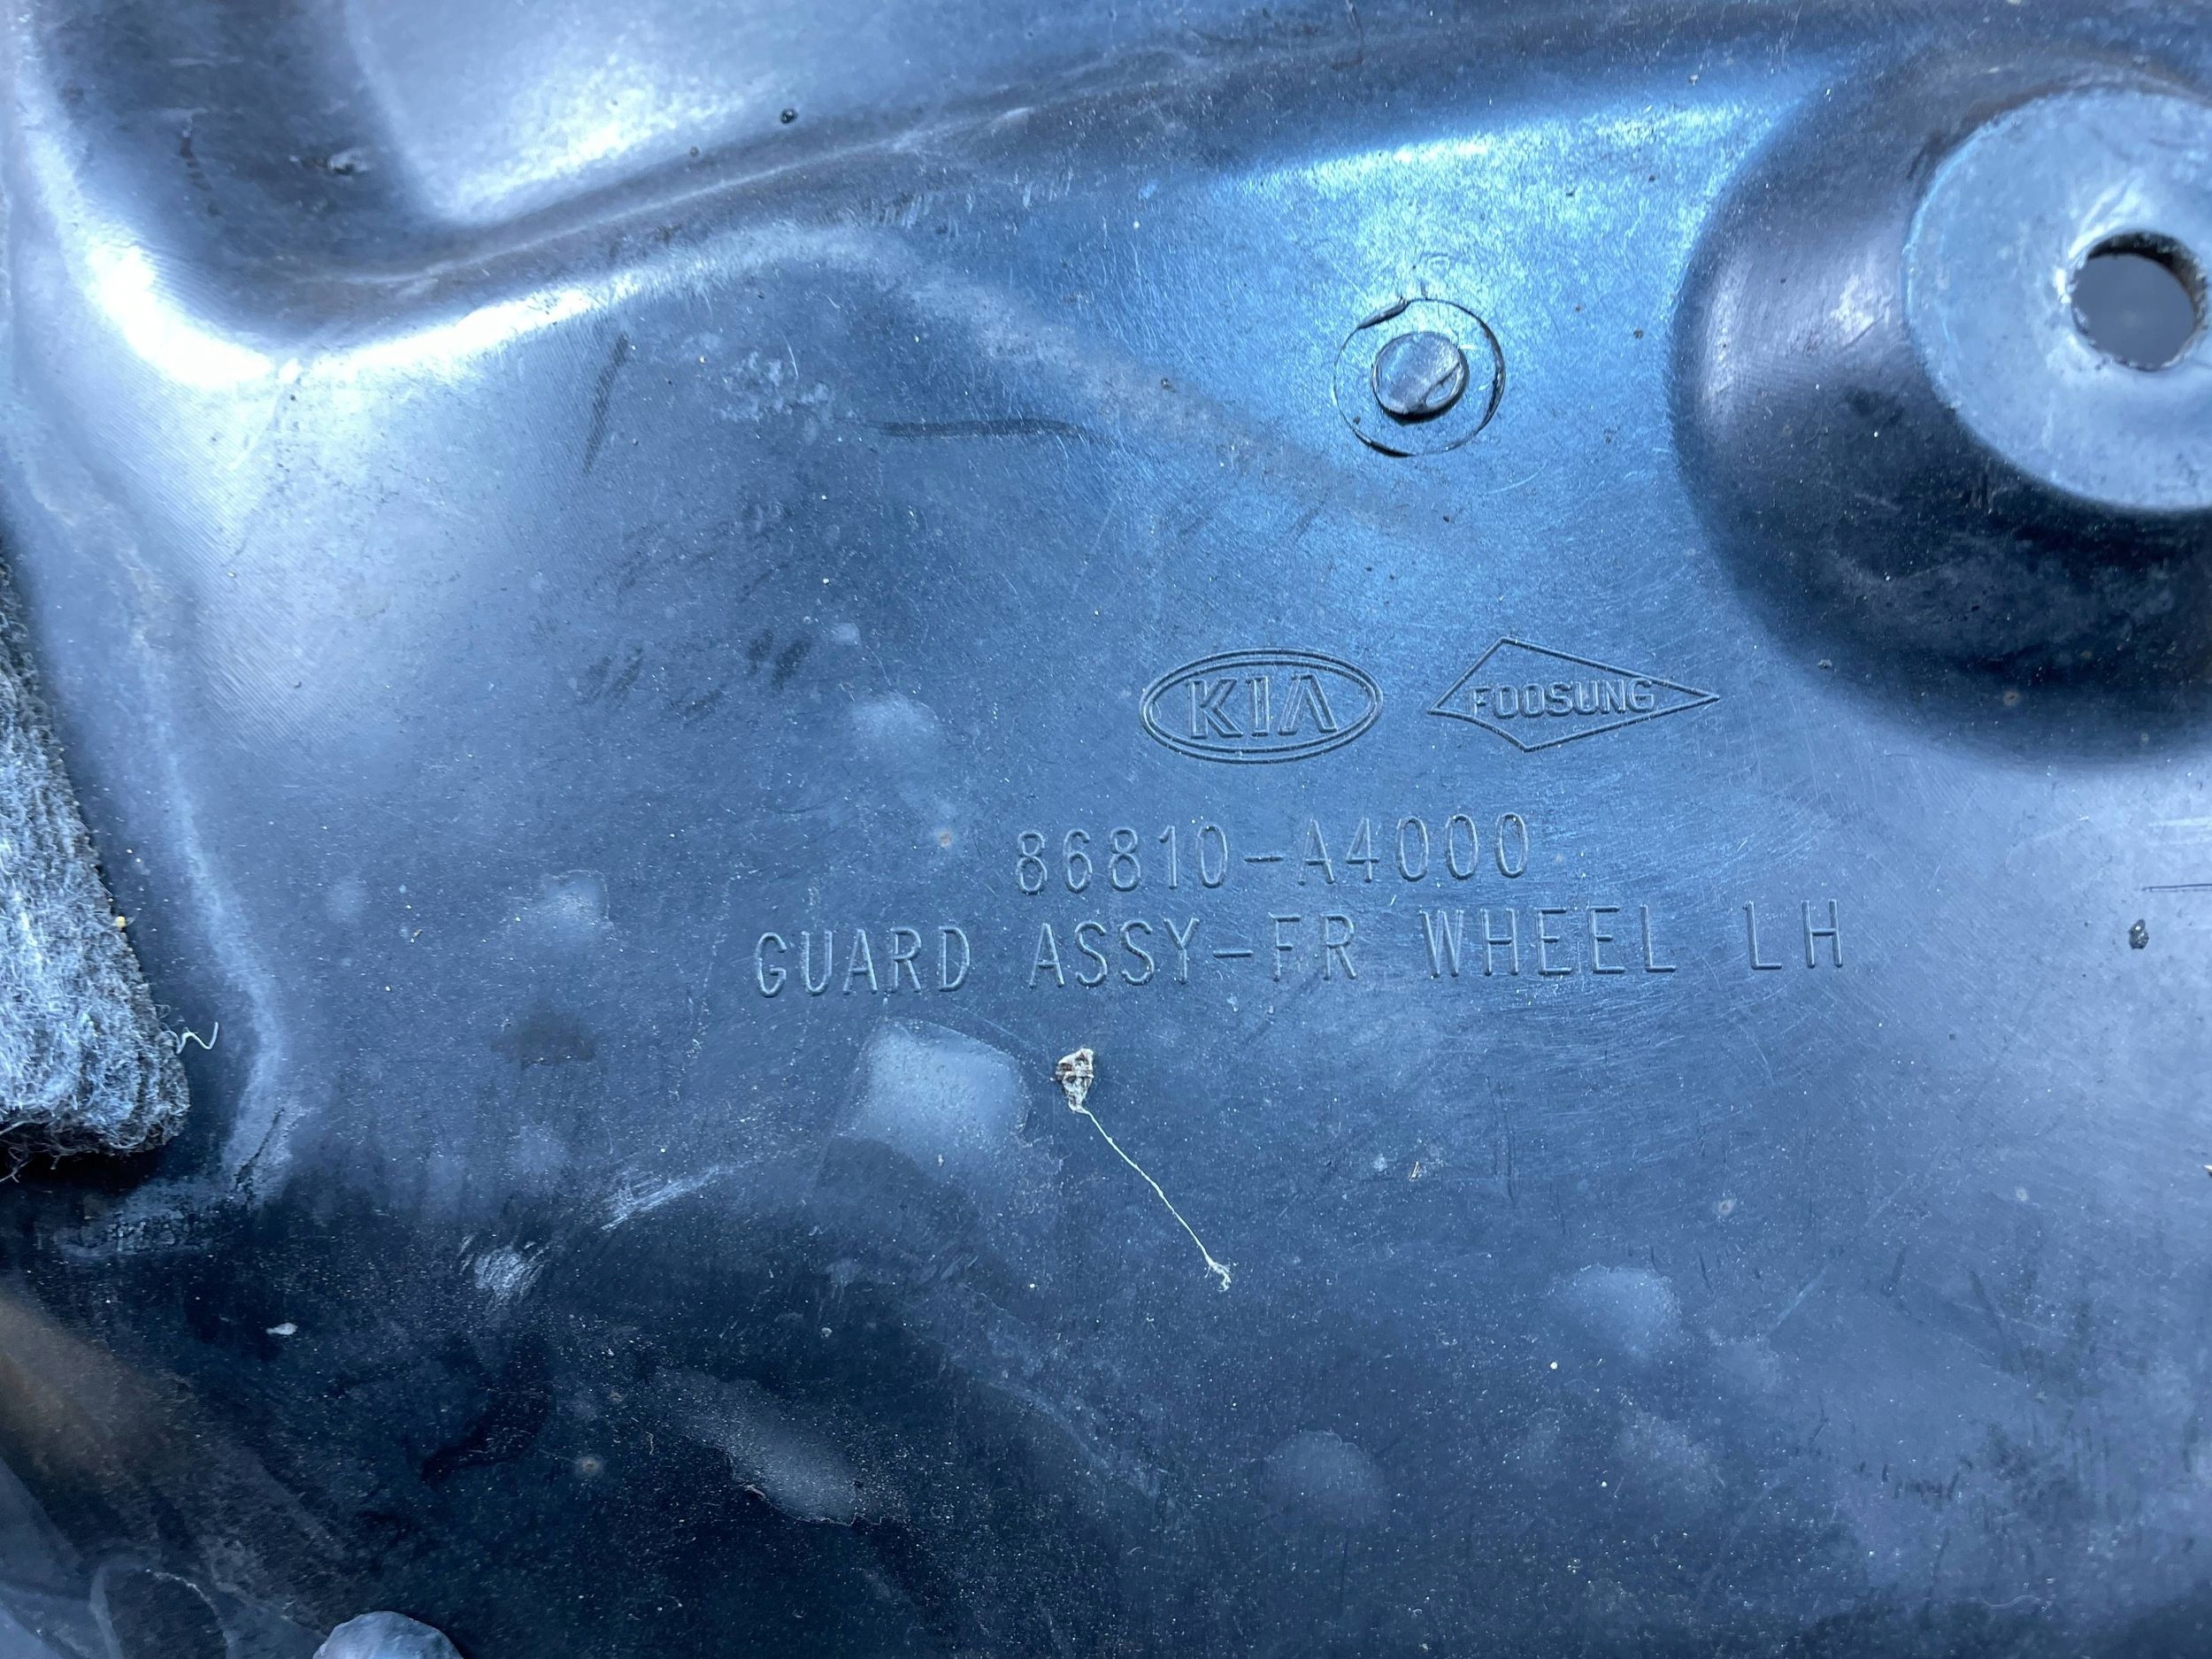 KIA FOOSUNG
86810-A4000
GUARD ASSY-FR WHEEL LH